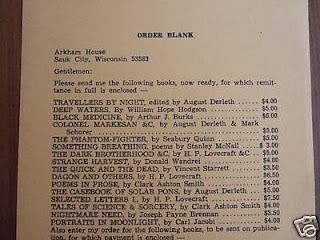 ORDER BLANK
Arkham House
Sauk City, Wisconsin 53583
Gentlemen:
Please send me the following books, now ready, for which remit-
tance in full is enclosed —
TRAVELLERS BY NIGHT, edited by August Derleth $4.00
DEEP WATERS, By William Hope Hodgson $5.00
BLACK MEDICINE, by Arthur J. Burks $5.00
COLONEL MARKESAN &C, by August Derleth & Mark
Schorer $5.00
THE PHANTOM-FIGHTER, by Seabury Quinn $5.00
SOMETHING BREATHING, poems by Stanley McNail $3.00
THE DARK BROTHERHOOD &C, by H. P. Lovecraft &C $5.00
STRANGE HARVEST, by Donald Wandrei $4.00
THE QUICK AND THE DEAD, by Vincent Starrett $3.50
DAGON AND OTHERS, by H. P. Lovecraft $6.50
POEMS IN PROSE, by Clark Ashton Smith $4.00
THE CASEBOOK OF SOLAR PONS, by August Derleth $5.00
SELECTED LETTERS I, by H. P. Lovecraft $7.50
TALES OF SCIENCE & SORCERY, by Clark Ashton Smith $4.00
NIGHTMARE NEED, by Joseph Payne Brennan $3.50
PORTRAITS IN MOONLIGHT, by Carl Jacobi $4.00
Also enter my order for the following books, to be sent on publica-
tion, for which payment is enclosed —